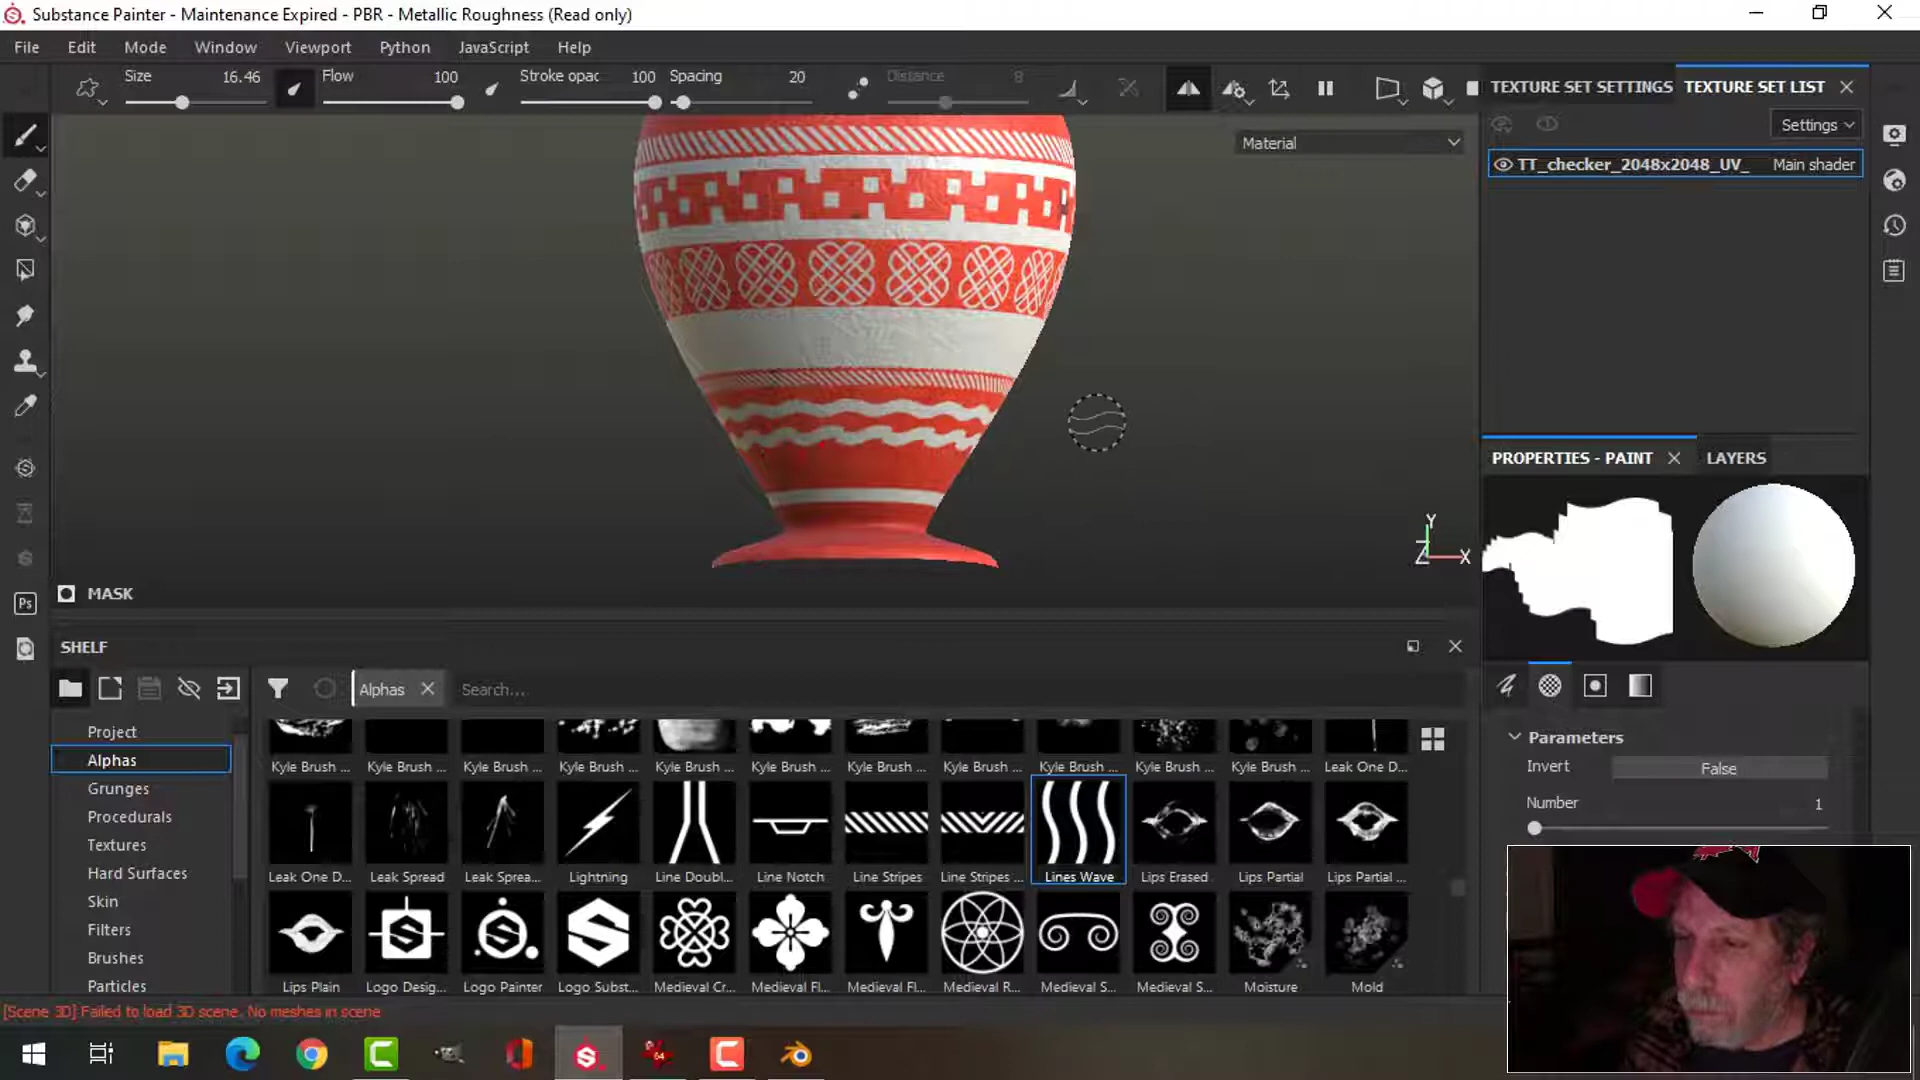 Substance Painter - Maintenance Expired - PBR - Metallic Roughness (Read only)
File Edit Mode Window Viewport Python JavaScript Help
Size 16.46 Flow 100 Stroke opac 100 Spacing 20 Distance 8
TEXTURE SET SETTINGS TEXTURE SET LIST
Settings
Material
TT_checker_2048x2048_UV_ Main shader
PROPERTIES - PAINT LAYERS
Y
Z X
MASK
SHELF
Alphas Search...
Project
Alphas
Grunges
Procedurals
Textures
Hard Surfaces
Skin
Filters
Brushes
Particles
Kyle Brush ... Kyle Brush ... Kyle Brush ... Kyle Brush ... Kyle Brush ... Kyle Brush ... Kyle Brush ... Kyle Brush ... Kyle Brush ... Kyle Brush ... Kyle Brush ... Leak One D...
Leak One D... Leak Spread Leak Sprea... Lightning Line Doubl... Line Notch Line Stripes Line Stripes ... Lines Wave Lips Erased Lips Partial Lips Partial ...
Lips Plain Logo Desig... Logo Painter Logo Subst... Medieval Cr... Medieval Fl... Medieval Fl... Medieval R... Medieval S... Medieval S... Moisture Mold
Parameters
Invert False
Number 1
[Scene 3D] Failed to load 3D scene. No meshes in scene
Ps
64